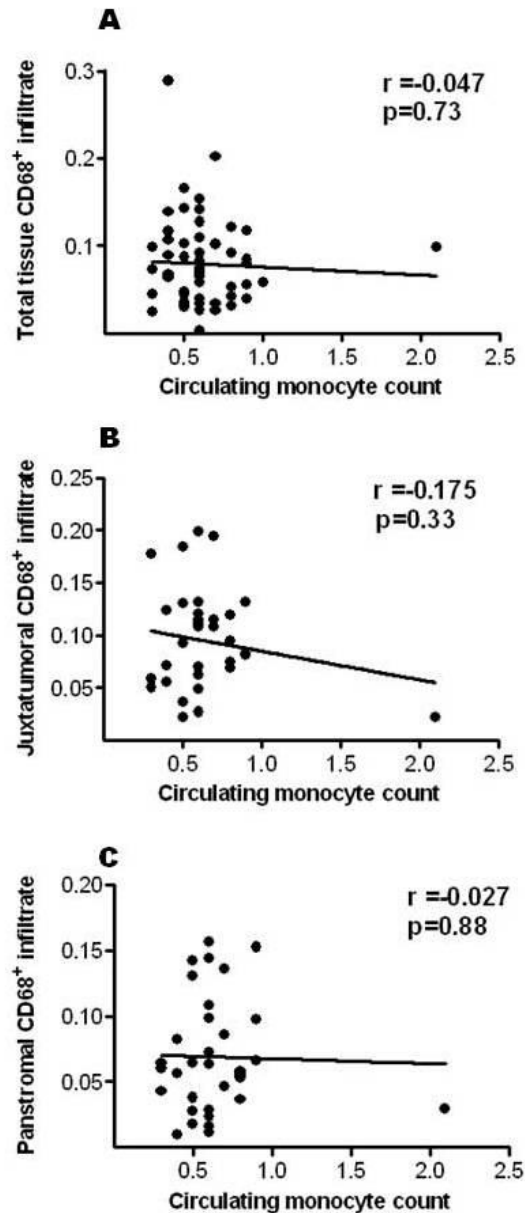 A
Total tissue CD68+ infiltrate
0.3
0.2
0.1
r =-0.047
p=0.73
0.5 1.0 1.5 2.0 2.5
Circulating monocyte count
B
Juxtatumoral CD68+ infiltrate
0.25
0.20
0.15
0.10
0.05
r =-0.175
p=0.33
0.5 1.0 1.5 2.0 2.5
Circulating monocyte count
C
Panstromal CD68+ infiltrate
0.20
0.15
0.10
0.05
r =-0.027
p=0.88
0.5 1.0 1.5 2.0 2.5
Circulating monocyte count